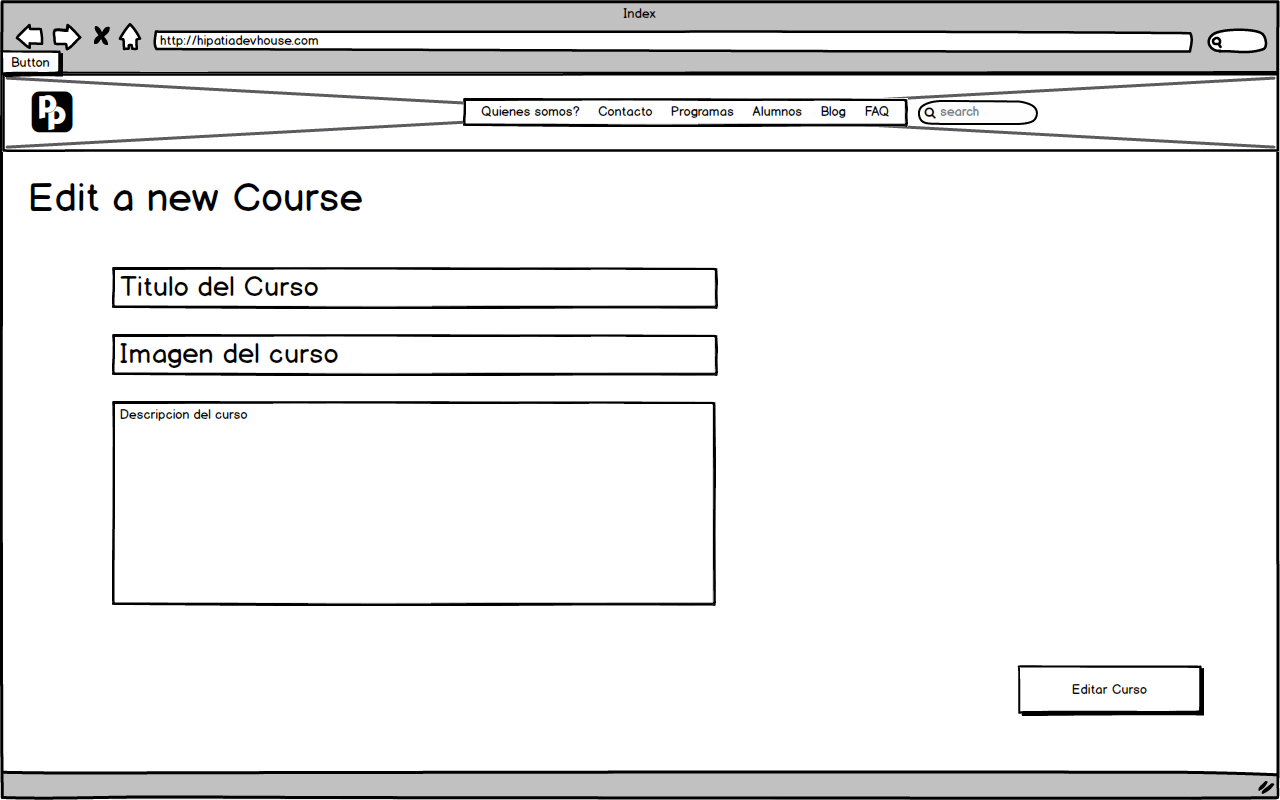 Index
http://hipatiadevhouse.com
Button
Pp
Quienes somos? Contacto Programas Alumnos Blog FAQ
search
Edit a new Course
Titulo del Curso
Imagen del curso
Descripcion del curso
Editar Curso